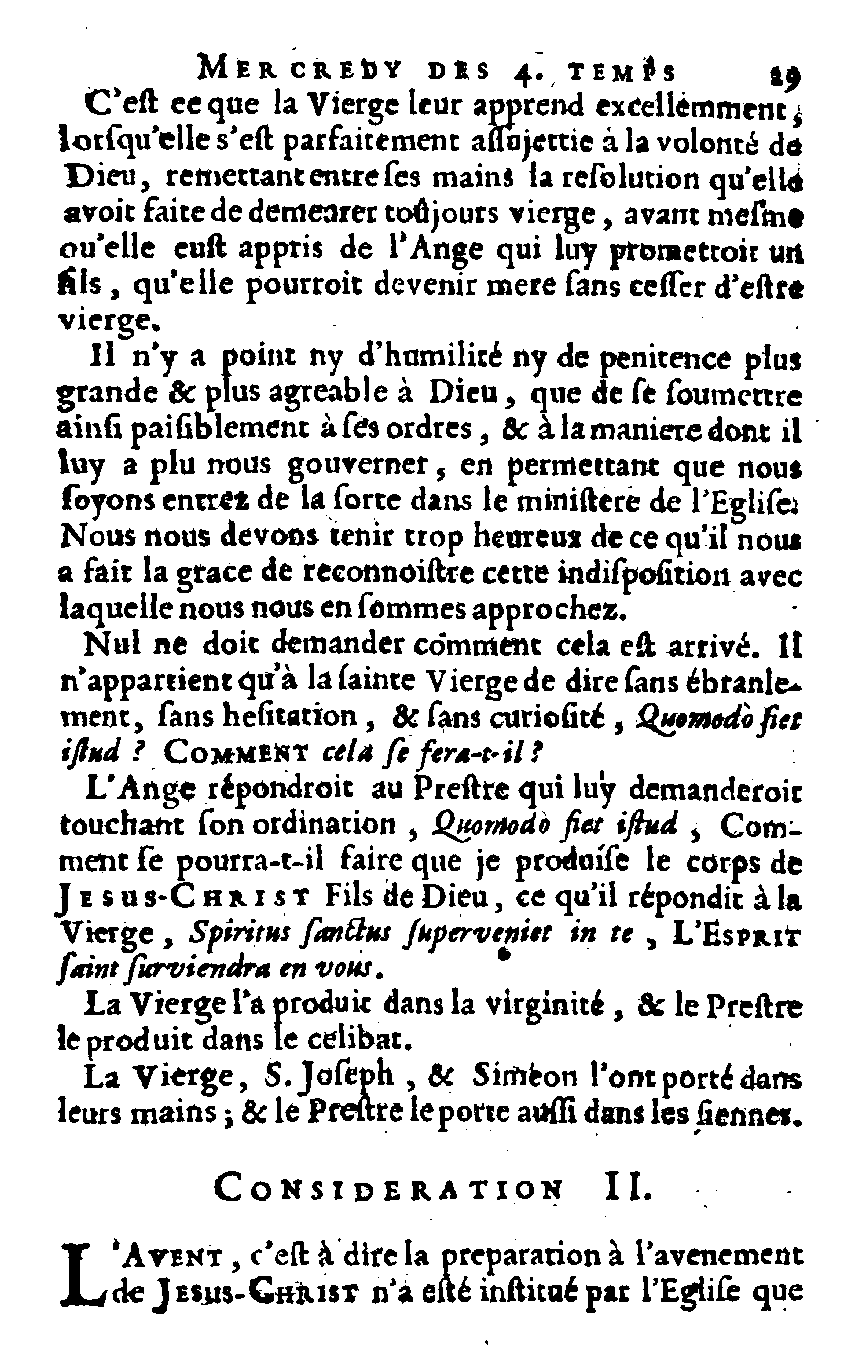 MERCREDY DES 4. TEMPS 29
C'eſt ce que la Vierge leur apprend excellemment,
lorſqu'elle s'eſt parfaitement aſſujettie à la volonté de
Dieu, remettant entre ſes mains la reſolution qu'elle
avoit faite de demeurer toûjours vierge, avant meſme
qu'elle euſt appris de l'Ange qui luy promettoit un
fils, qu'elle pourroit devenir mere ſans ceſſer d'eſtre
vierge.
Il n'y a point ny d'humilité ny de penitence plus
grande & plus agreable à Dieu, que de ſe ſoumettre
ainſi paiſiblement à ſes ordres, & à la maniere dont il
luy a plu nous gouverner, en permettant que nous
ſoyons entrez de la ſorte dans le miniſtere de l'Egliſe.
Nous nous devons tenir trop heureux de ce qu'il nous
a fait la grace de reconnoiſtre cette indiſpoſition avec
laquelle nous nous en ſommes approchez.
Nul ne doit demander comment cela eſt arrivé. Il
n'appartient qu'à la ſainte Vierge de dire ſans ébranle-
ment, ſans heſitation, & ſans curioſité, Quomodò fiet
iſtud ? COMMENT cela ſe fera-t-il ?
L'Ange répondroit au Preſtre qui luy demanderoit
touchant ſon ordination, Quomodò fiet iſtud, Com-
ment ſe pourra-t-il faire que je produiſe le corps de
JESUS-CHRIST Fils de Dieu, ce qu'il répondit à la
Vierge, Spiritus ſanctus ſuperveniet in te, L'ESPRIT
ſaint ſurviendra en vous.
La Vierge l'a produit dans la virginité, & le Preſtre
le produit dans le celibat.
La Vierge, S. Joſeph, & Simeon l'ont porté dans
leurs mains ; & le Preſtre le porte auſſi dans les ſiennes.
CONSIDERATION II.
L'AVENT, c'eſt à dire la preparation à l'avenement
de JESUS-CHRIST n'a eſté inſtitué par l'Egliſe que